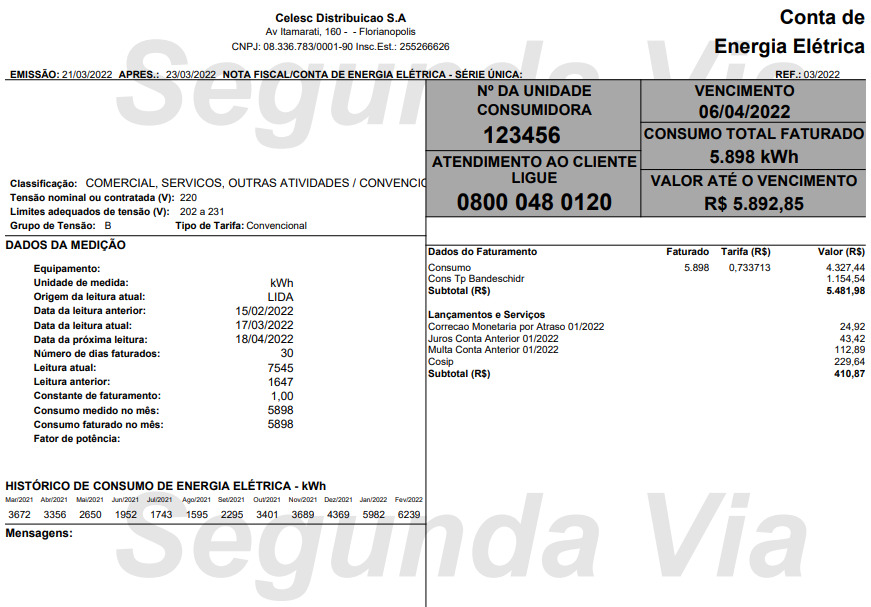 Celesc Distribuicao S.A
Av Itamarati, 160 - - Florianopolis
CNPJ: 08.336.783/0001-90 Insc.Est.: 255266626
Conta de
Energia Elétrica
Segunda Via
EMISSÃO: 21/03/2022 APRES.: 23/03/2022 NOTA FISCAL/CONTA DE ENERGIA ELÉTRICA - SÉRIE ÚNICA: REF.: 03/2022
Nº DA UNIDADE
CONSUMIDORA
123456
VENCIMENTO
06/04/2022
CONSUMO TOTAL FATURADO
5.898 kWh
ATENDIMENTO AO CLIENTE
LIGUE
0800 048 0120
VALOR ATÉ O VENCIMENTO
R$ 5.892,85
Classificação: COMERCIAL, SERVICOS, OUTRAS ATIVIDADES / CONVENCIO
Tensão nominal ou contratada (V): 220
Limites adequados de tensão (V): 202 a 231
Grupo de Tensão: B Tipo de Tarifa: Convencional
DADOS DA MEDIÇÃO
Equipamento:
Unidade de medida: kWh
Origem da leitura atual: LIDA
Data da leitura anterior: 15/02/2022
Data da leitura atual: 17/03/2022
Data da próxima leitura: 18/04/2022
Número de dias faturados: 30
Leitura atual: 7545
Leitura anterior: 1647
Constante de faturamento: 1,00
Consumo medido no mês: 5898
Consumo faturado no mês: 5898
Fator de potência:
Dados do Faturamento Faturado Tarifa (R$) Valor (R$)
Consumo 5.898 0,733713 4.327,44
Cons Tp Bandeschidr 1.154,54
Subtotal (R$) 5.481,98
Lançamentos e Serviços
Correcao Monetaria por Atraso 01/2022 24,92
Juros Conta Anterior 01/2022 43,42
Multa Conta Anterior 01/2022 112,89
Cosip 229,64
Subtotal (R$) 410,87
HISTÓRICO DE CONSUMO DE ENERGIA ELÉTRICA - kWh
Mar/2021 Abr/2021 Mai/2021 Jun/2021 Jul/2021 Ago/2021 Set/2021 Out/2021 Nov/2021 Dez/2021 Jan/2022 Fev/2022
3672 3356 2650 1952 1743 1595 2295 3401 3689 4369 5982 6239
Mensagens:
Segunda Via